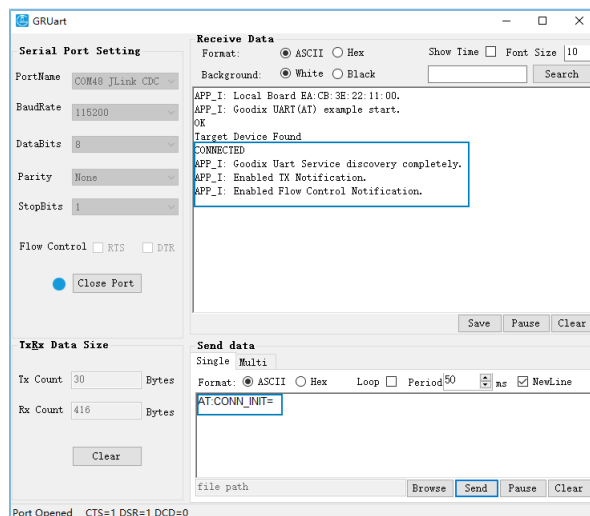 GRUart
Serial Port Setting
PortName COM48 JLink CDC
BaudRate 115200
DataBits 8
Parity None
StopBits 1
Flow Control RTS DTR
Close Port
Receive Data
Format: ASCII Hex Show Time Font Size 10
Background: White Black Search
APP_I: Local Board EA:CB:3E:22:11:00.
APP_I: Goodix UART(AT) example start.
OK
Target Device Found
CONNECTED
APP_I: Goodix Uart Service discovery completely.
APP_I: Enabled TX Notification.
APP_I: Enabled Flow Control Notification.
Save Pause Clear
TxRx Data Size
Tx Count 30 Bytes
Rx Count 416 Bytes
Clear
Send data
Single Multi
Format: ASCII Hex Loop Period 50 ms NewLine
AT:CONN_INIT=
file path Browse Send Pause Clear
Port Opened CTS=1 DSR=1 DCD=0